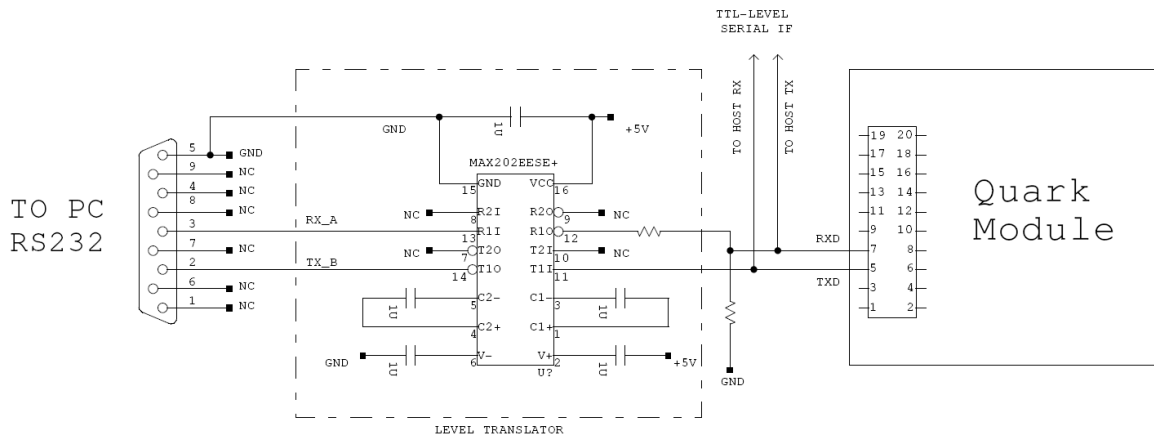 TTL-LEVEL
SERIAL IF
TO HOST RX
TO HOST TX
GND
1U
+5V
MAX202EESE+
TO PC
RS232
5
9
4
8
3
7
2
6
1
GND
NC
NC
NC
NC
NC
NC
RX_A
TX_B
15 GND VCC 16
NC R2I R2O NC
8 9
R1I R1O
13 12
NC T2O T2I NC
7 10
T1O T1I
14 11
1U C2- C1- 1U
5 3
C2+ C1+
4 1
GND 1U V- V+ 1U +5V
6 2
U?
GND
LEVEL TRANSLATOR
RXD
TXD
19 20
17 18
15 16
13 14
11 12
9 10
7 8
5 6
3 4
1 2
Quark
Module